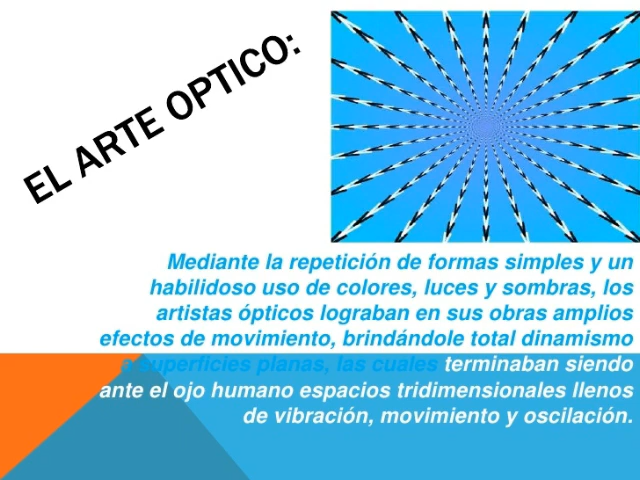 EL ARTE OPTICO:
Mediante la repetición de formas simples y un
habilidoso uso de colores, luces y sombras, los
artistas ópticos lograban en sus obras amplios
efectos de movimiento, brindándole total dinamismo
a superficies planas, las cuales terminaban siendo
ante el ojo humano espacios tridimensionales llenos
de vibración, movimiento y oscilación.